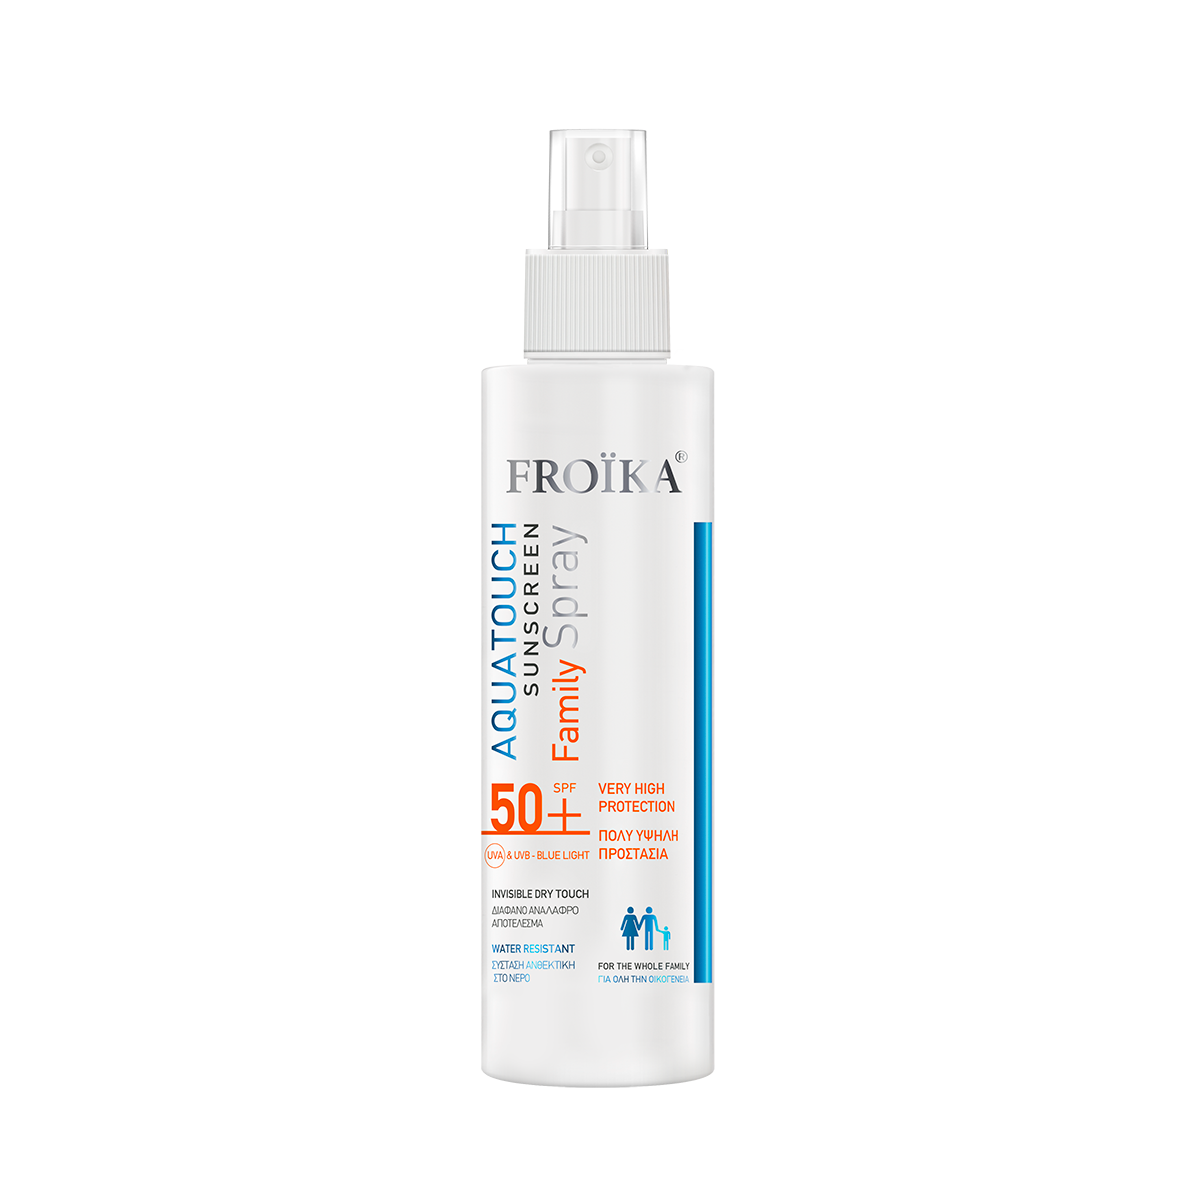 FROÏKA®
AQUATOUCH
SUNSCREEN
Family Spray
50+ SPF
VERY HIGH
PROTECTION
ΠΟΛΥ ΥΨΗΛΗ
ΠΡΟΣΤΑΣΙΑ
UVA & UVB - BLUE LIGHT
INVISIBLE DRY TOUCH
ΔΙΑΦΑΝΟ ΑΝΑΛΑΦΡΟ
ΑΠΟΤΕΛΕΣΜΑ
WATER RESISTANT
ΣΥΣΤΑΣΗ ΑΝΘΕΚΤΙΚΗ
ΣΤΟ ΝΕΡΟ
FOR THE WHOLE FAMILY
ΓΙΑ ΟΛΗ ΤΗΝ ΟΙΚΟΓΕΝΕΙΑ